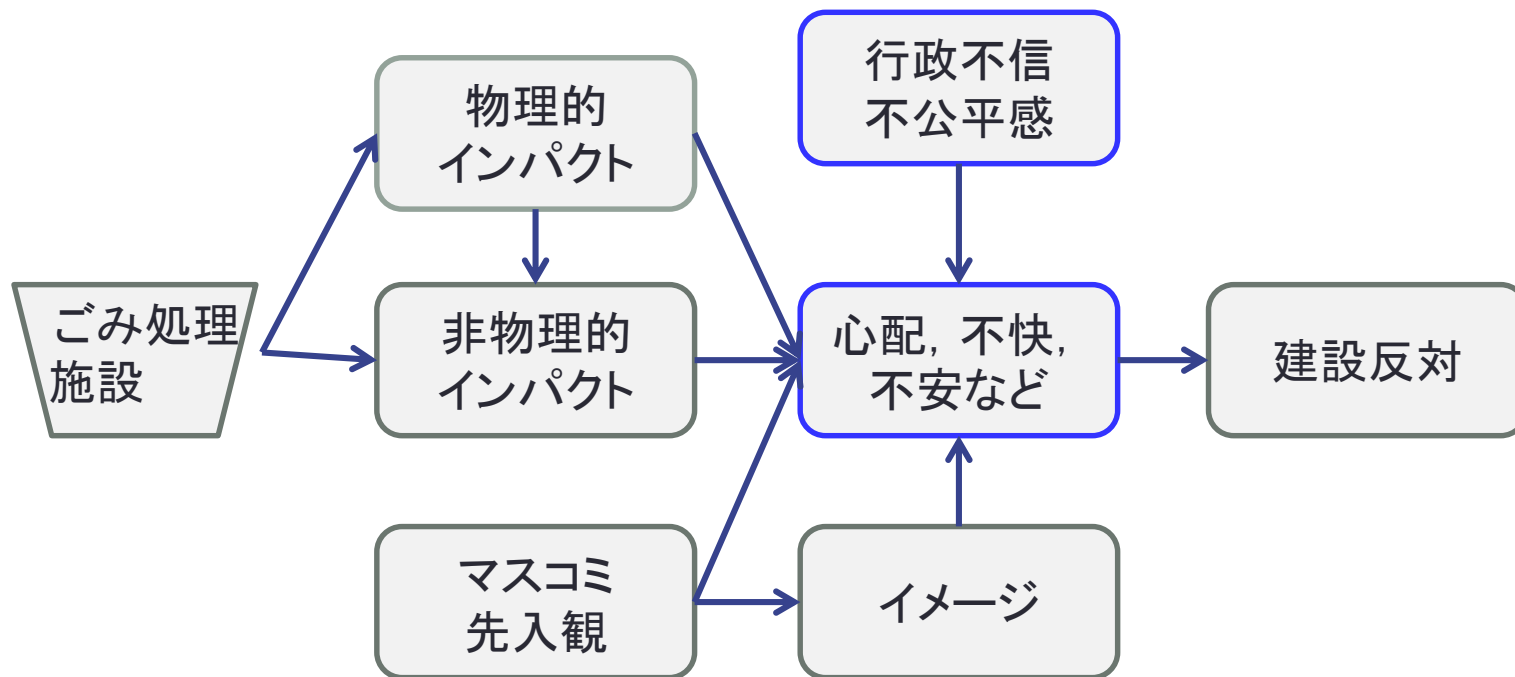 行政不信
不公平感
物理的
インパクト
ごみ処理
施設
非物理的
インパクト
心配, 不快,
不安など
建設反対
マスコミ
先入観
イメージ